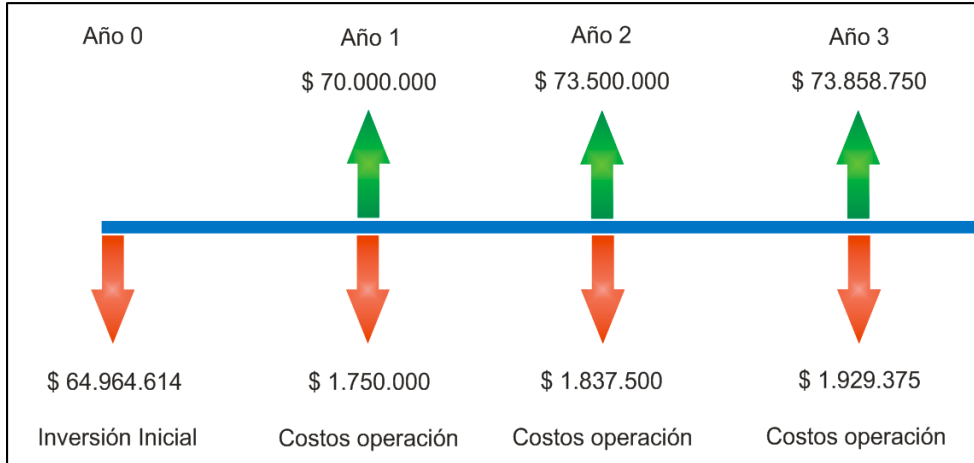 Año 0 Año 1 Año 2 Año 3
$ 70.000.000 $ 73.500.000 $ 73.858.750
$ 64.964.614 $ 1.750.000 $ 1.837.500 $ 1.929.375
Inversión Inicial Costos operación Costos operación Costos operación